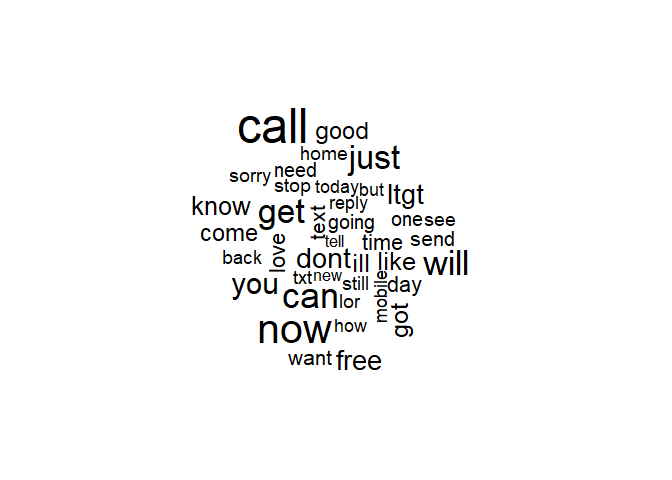 call good
home just
sorry need
stop today but ltgt
know get text reply
going one see
come love tell time send
back dont ill like will
you txt new still day
can lor mobile got
now how
want free